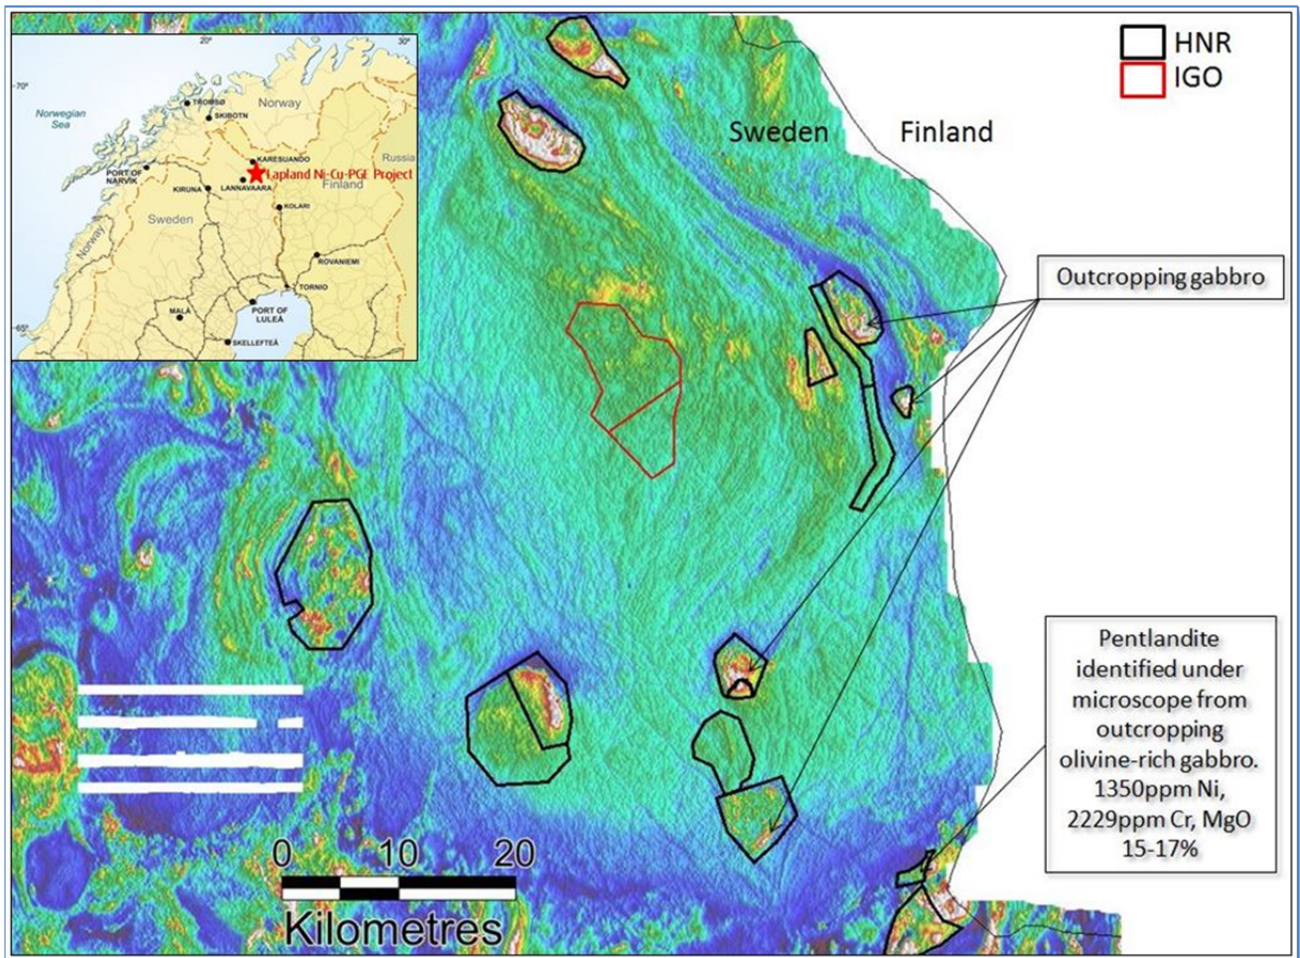 HNR
IGO
Sweden
Finland
20°
30°
70°
Norwegian
Sea
TROMSØ
Norway
SKIBOTN
Russia
KARESUANDO
PORT OF
NARVIK
Lapland Ni-Cu-PGE Project
KIRUNA
LANNAVAARA
Finland
KOLARI
Sweden
Norway
ROVANIEMI
TORNIO
MALÅ
PORT OF
LULEÅ
65°
SKELLEFTEÅ
Outcropping gabbro
Pentlandite
identified under
microscope from
outcropping
olivine-rich gabbro.
1350ppm Ni,
2229ppm Cr, MgO
15-17%
0 10 20
Kilometres